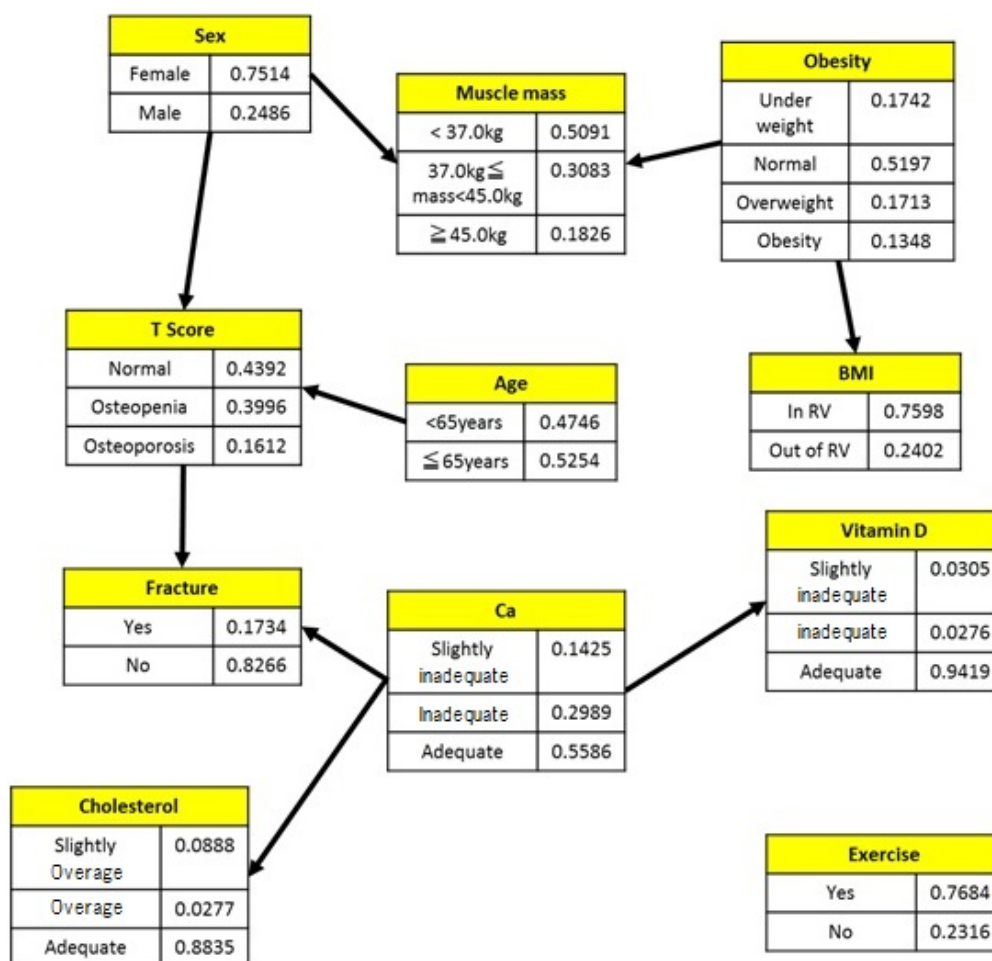 Sex
Female 0.7514
Male 0.2486
Muscle mass
< 37.0kg 0.5091
37.0kg≦ 0.3083
mass<45.0kg
≧45.0kg 0.1826
Obesity
Under 0.1742
weight
Normal 0.5197
Overweight 0.1713
Obesity 0.1348
T Score
Normal 0.4392
Osteopenia 0.3996
Osteoporosis 0.1612
Age
<65years 0.4746
≦ 65years 0.5254
BMI
In RV 0.7598
Out of RV 0.2402
Fracture
Yes 0.1734
No 0.8266
Ca
Slightly 0.1425
inadequate
Inadequate 0.2989
Adequate 0.5586
Vitamin D
Slightly 0.0305
inadequate
inadequate 0.0276
Adequate 0.9419
Cholesterol
Slightly 0.0888
Overage
Overage 0.0277
Adequate 0.8835
Exercise
Yes 0.7684
No 0.2316